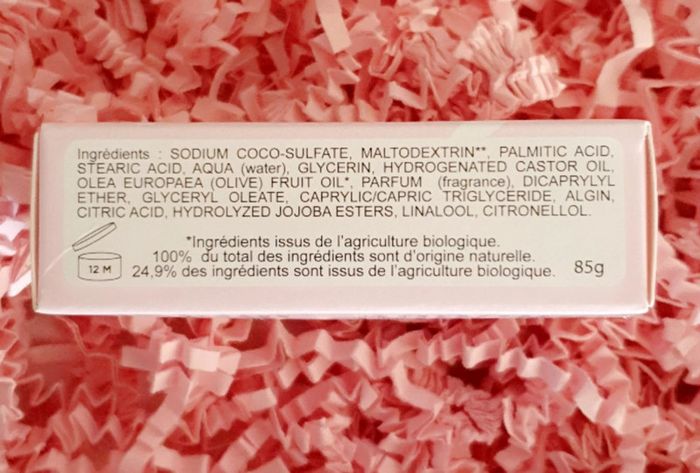 Ingrédients : SODIUM COCO-SULFATE, MALTODEXTRIN**, PALMITIC ACID,
STEARIC ACID, AQUA (water), GLYCERIN, HYDROGENATED CASTOR OIL,
OLEA EUROPAEA (OLIVE) FRUIT OIL*, PARFUM (fragrance), DICAPRYLYL
ETHER, GLYCERYL OLEATE, CAPRYLIC/CAPRIC TRIGLYCERIDE, ALGIN,
CITRIC ACID, HYDROLYZED JOJOBA ESTERS, LINALOOL, CITRONELLOL.
*Ingrédients issus de l'agriculture biologique.
100% du total des ingrédients sont d'origine naturelle.
24,9% des ingrédients sont issus de l'agriculture biologique.
12 M
85g